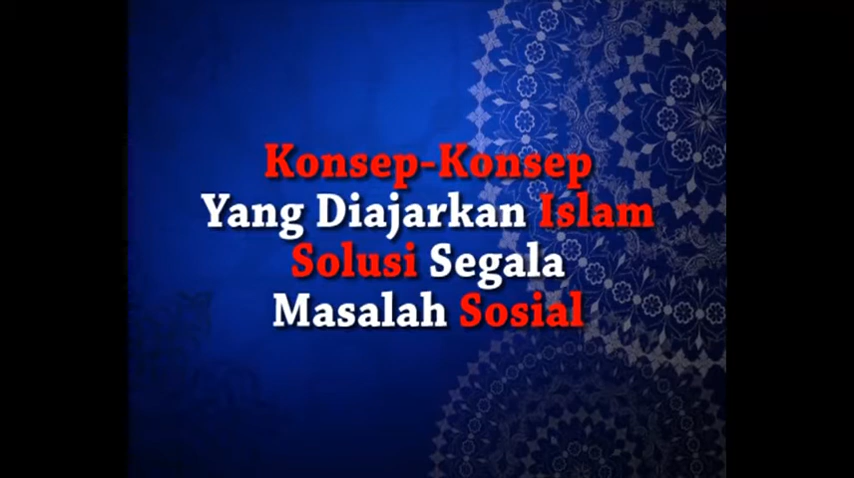 Konsep-Konsep
Yang Diajarkan Islam
Solusi Segala
Masalah Sosial